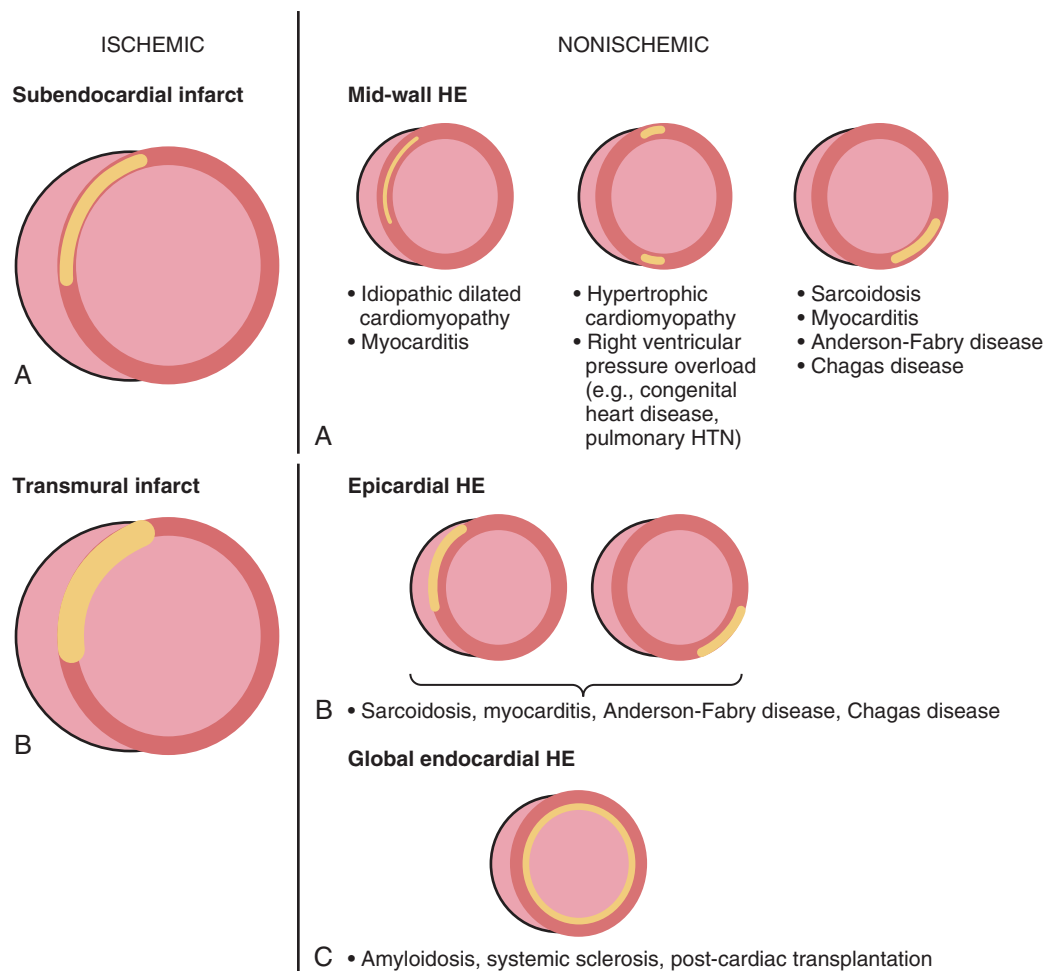 ISCHEMIC
Subendocardial infarct
A
Transmural infarct
B
NONISCHEMIC
Mid-wall HE
• Idiopathic dilated
cardiomyopathy
• Myocarditis
• Hypertrophic
cardiomyopathy
• Right ventricular
pressure overload
(e.g., congenital
heart disease,
pulmonary HTN)
• Sarcoidosis
• Myocarditis
• Anderson-Fabry disease
• Chagas disease
A
Epicardial HE
B • Sarcoidosis, myocarditis, Anderson-Fabry disease, Chagas disease
Global endocardial HE
C • Amyloidosis, systemic sclerosis, post-cardiac transplantation